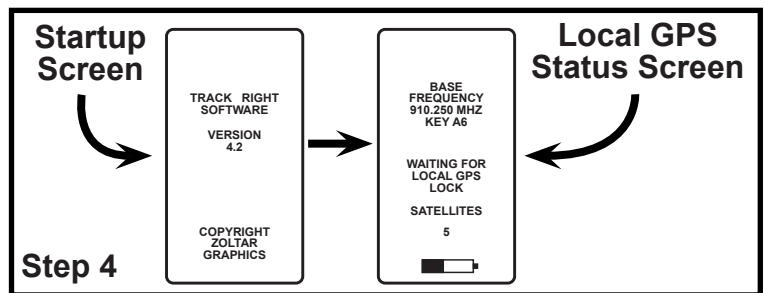 Startup
Screen
TRACK RIGHT
SOFTWARE
VERSION
4.2
COPYRIGHT
ZOLTAR
GRAPHICS
BASE
FREQUENCY
910.250 MHZ
KEY A6
WAITING FOR
LOCAL GPS
LOCK
SATELLITES
5
Local GPS
Status Screen
Step 4